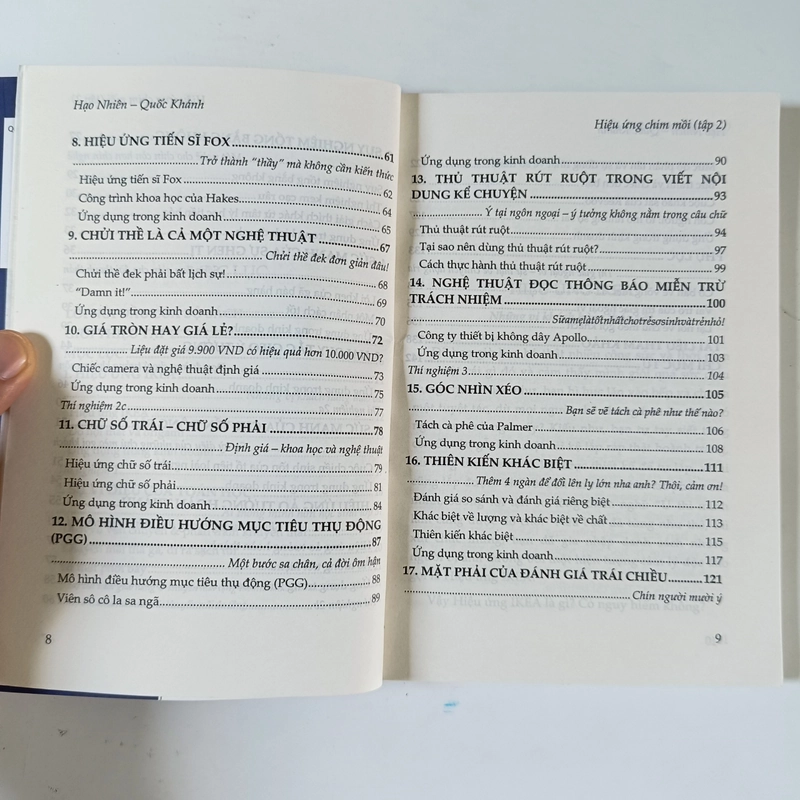 Hạo Nhiên – Quốc Khánh
8. HIỆU ỨNG TIẾN SĨ FOX 61
Trở thành “thầy” mà không cần kiến thức
Hiệu ứng tiến sĩ Fox 62
Công trình khoa học của Hakes 64
Ứng dụng trong kinh doanh 65
9. CHỬI THỀ LÀ CẢ MỘT NGHỆ THUẬT 67
Chửi thề đek đơn giản đâu!
Chửi thề đek phải bất lịch sự! 68
“Damn it!” 69
Ứng dụng trong kinh doanh 70
10. GIÁ TRÒN HAY GIÁ LẺ? 72
Liệu đặt giá 9.900 VND có hiệu quả hơn 10.000 VND?
Chiếc camera và nghệ thuật định giá 73
Ứng dụng trong kinh doanh 75
Thí nghiệm 2c 77
11. CHỮ SỐ TRÁI – CHỮ SỐ PHẢI 78
Định giá – khoa học và nghệ thuật
Hiệu ứng chữ số trái 79
Hiệu ứng chữ số phải 81
Ứng dụng trong kinh doanh 84
12. MÔ HÌNH ĐIỀU HƯỚNG MỤC TIÊU THỤ ĐỘNG
(PGG) 87
Một bước sa chân, cả đời ôm hận
Mô hình điều hướng mục tiêu thụ động (PGG) 88
Viên sô cô la sa ngã 89
8
Hiệu ứng chim mồi (tập 2)
Ứng dụng trong kinh doanh 90
13. THỦ THUẬT RÚT RUỘT TRONG VIẾT NỘI
DUNG KỂ CHUYỆN 93
Ý tại ngôn ngoại – ý tưởng không nằm trong câu chữ
Thủ thuật rút ruột 94
Tại sao nên dùng thủ thuật rút ruột? 97
Cách thực hành thủ thuật rút ruột 99
14. NGHỆ THUẬT ĐỌC THÔNG BÁO MIỄN TRỪ
TRÁCH NHIỆM 100
Sữa mẹ là tốt nhất cho trẻ sơ sinh và trẻ nhỏ!
Công ty thiết bị không dây Apollo 101
Ứng dụng trong kinh doanh 103
Thí nghiệm 3 104
15. GÓC NHÌN XÉO 105
Bạn sẽ vẽ tách cà phê như thế nào?
Tách cà phê của Palmer 106
Ứng dụng trong kinh doanh 108
16. THIÊN KIẾN KHÁC BIỆT 111
Thêm 4 ngàn để đổi lên ly lớn nha anh? Thôi, cảm ơn!
Đánh giá so sánh và đánh giá riêng biệt 112
Khác biệt về lượng và khác biệt về chất 113
Thiên kiến khác biệt 115
Ứng dụng trong kinh doanh 117
17. MẶT PHẢI CỦA ĐÁNH GIÁ TRÁI CHIỀU 121
Chín người mười ý
9